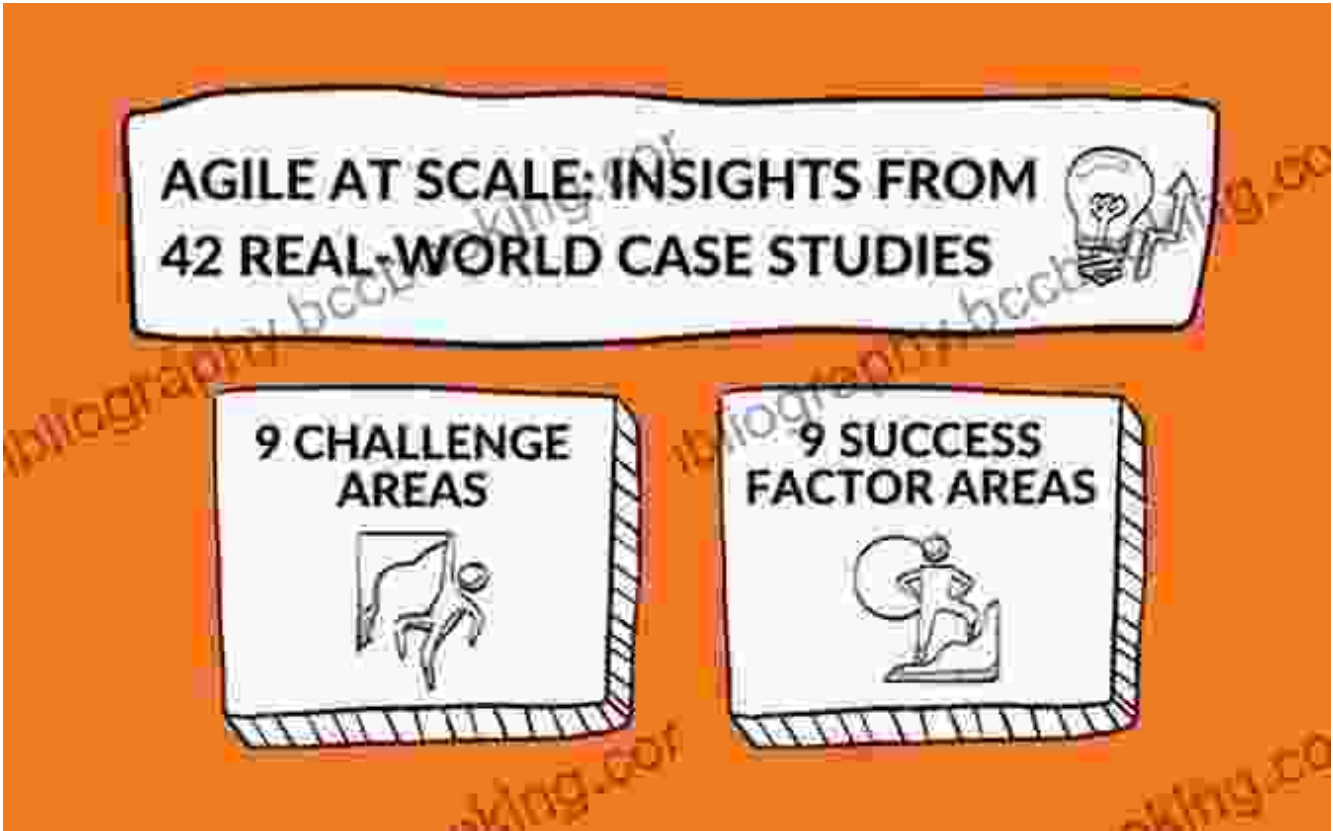 AGILE AT SCALE: INSIGHTS FROM
42 REAL-WORLD CASE STUDIES
9 CHALLENGE
AREAS
9 SUCCESS
FACTOR AREAS